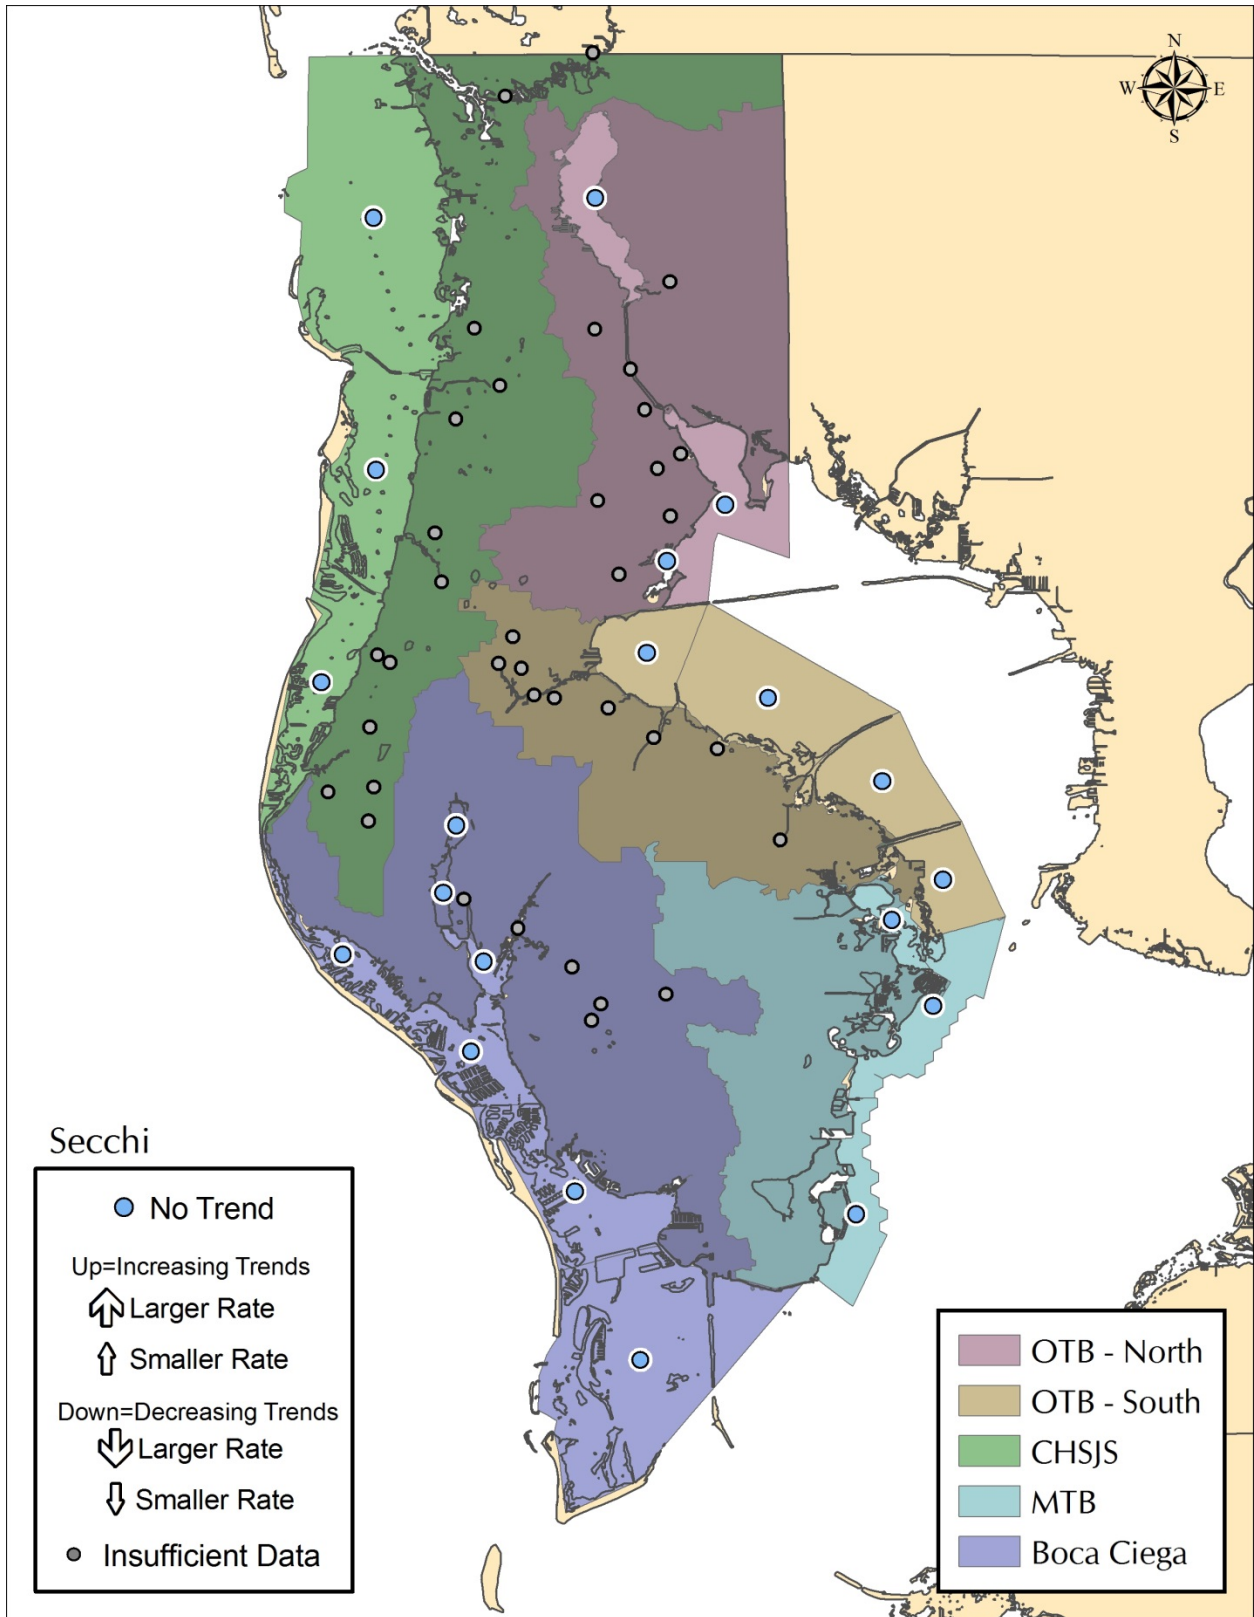 N
W E
S
Secchi
No Trend
Up=Increasing Trends
Larger Rate
Smaller Rate
Down=Decreasing Trends
Larger Rate
Smaller Rate
Insufficient Data
OTB - North
OTB - South
CHSJS
MTB
Boca Ciega